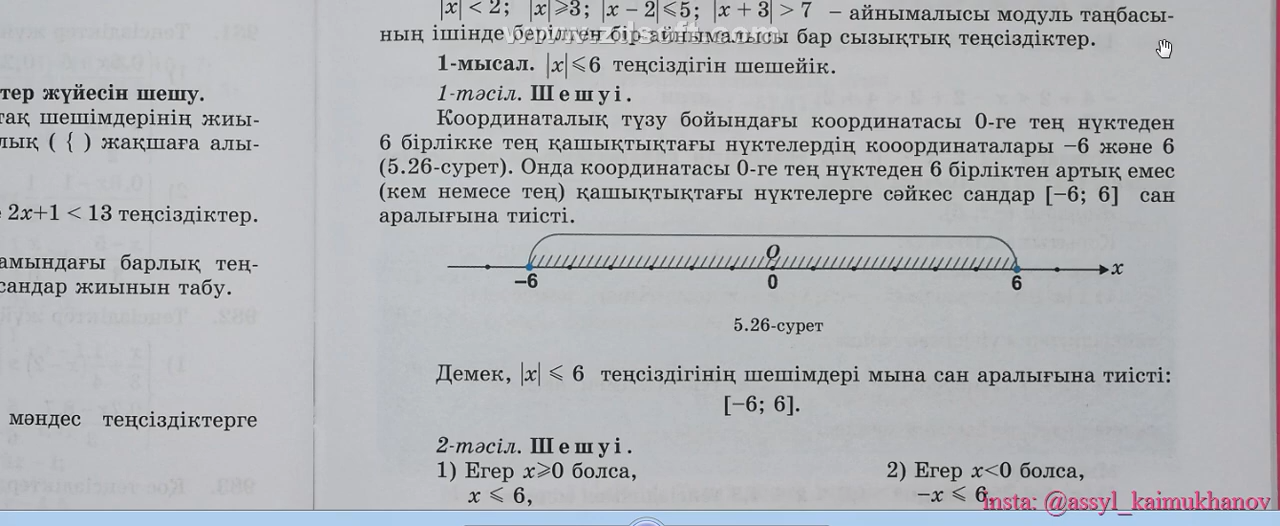 тер жүйесін шешу.
тақ шешімдерінің жиы-
лық ( { ) жақшаға алы-
2x+1 < 13 теңсіздіктер.
амындағы барлық тең-
сандар жиынын табу.
мәндес теңсіздіктерге
|x| < 2; |x|⩾3; |x − 2|⩽5; |x + 3| > 7 – айнымалысы модуль таңбасы-
ның ішінде берілген бір айнымалысы бар сызықтық теңсіздіктер.
1-мысал. |x|⩽6 теңсіздігін шешейік.
1-тәсіл. Шешуі.
Координаталық түзу бойындағы координатасы 0-ге тең нүктеден
6 бірлікке тең қашықтықтағы нүктелердің кооординаталары −6 және 6
(5.26-сурет). Онда координатасы 0-ге тең нүктеден 6 бірліктен артық емес
(кем немесе тең) қашықтықтағы нүктелерге сәйкес сандар [−6; 6] сан
аралығына тиісті.
O
x
−6 0 6
5.26-сурет
Демек, |x| ⩽ 6 теңсіздігінің шешімдері мына сан аралығына тиісті:
[−6; 6].
2-тәсіл. Шешуі.
1) Егер x⩾0 болса, 2) Егер x<0 болса,
x ⩽ 6, −x ⩽ 6,
insta: @assyl_kaimukhanov